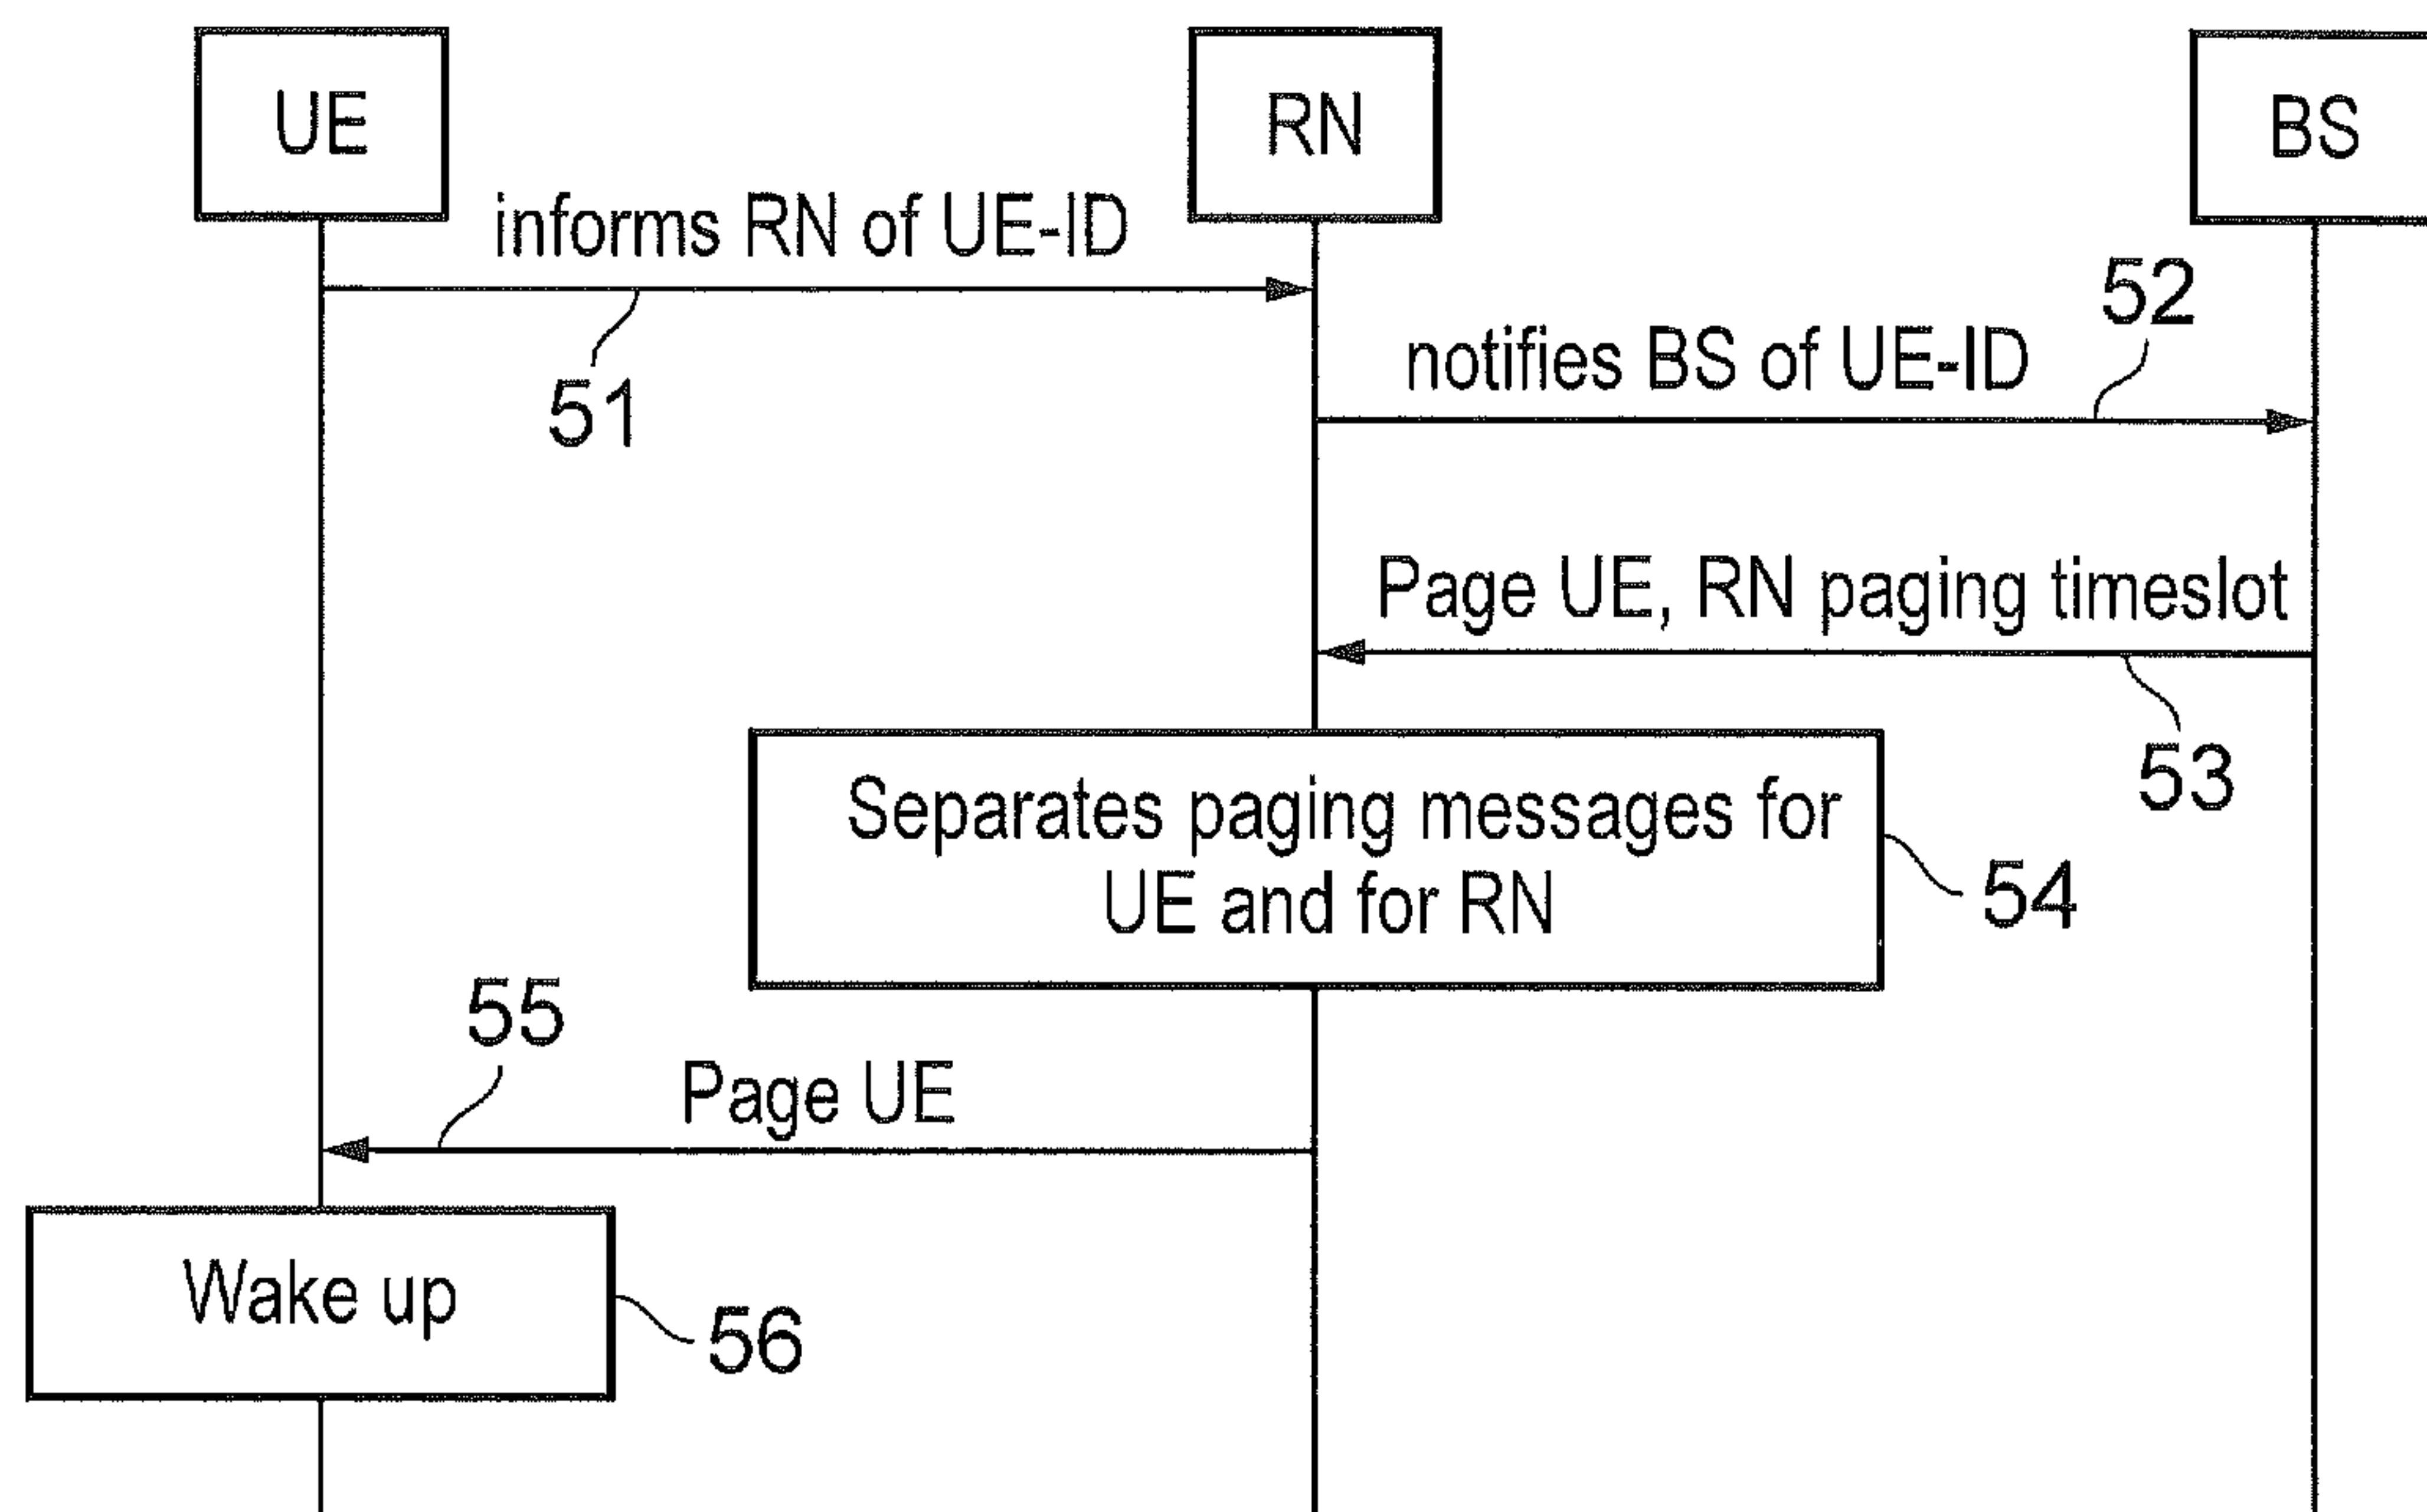 UE
RN
BS
informs RN of UE-ID
51
52
notifies BS of UE-ID
Page UE, RN paging timeslot
53
Separates paging messages for
UE and for RN
54
55
Page UE
Wake up
56